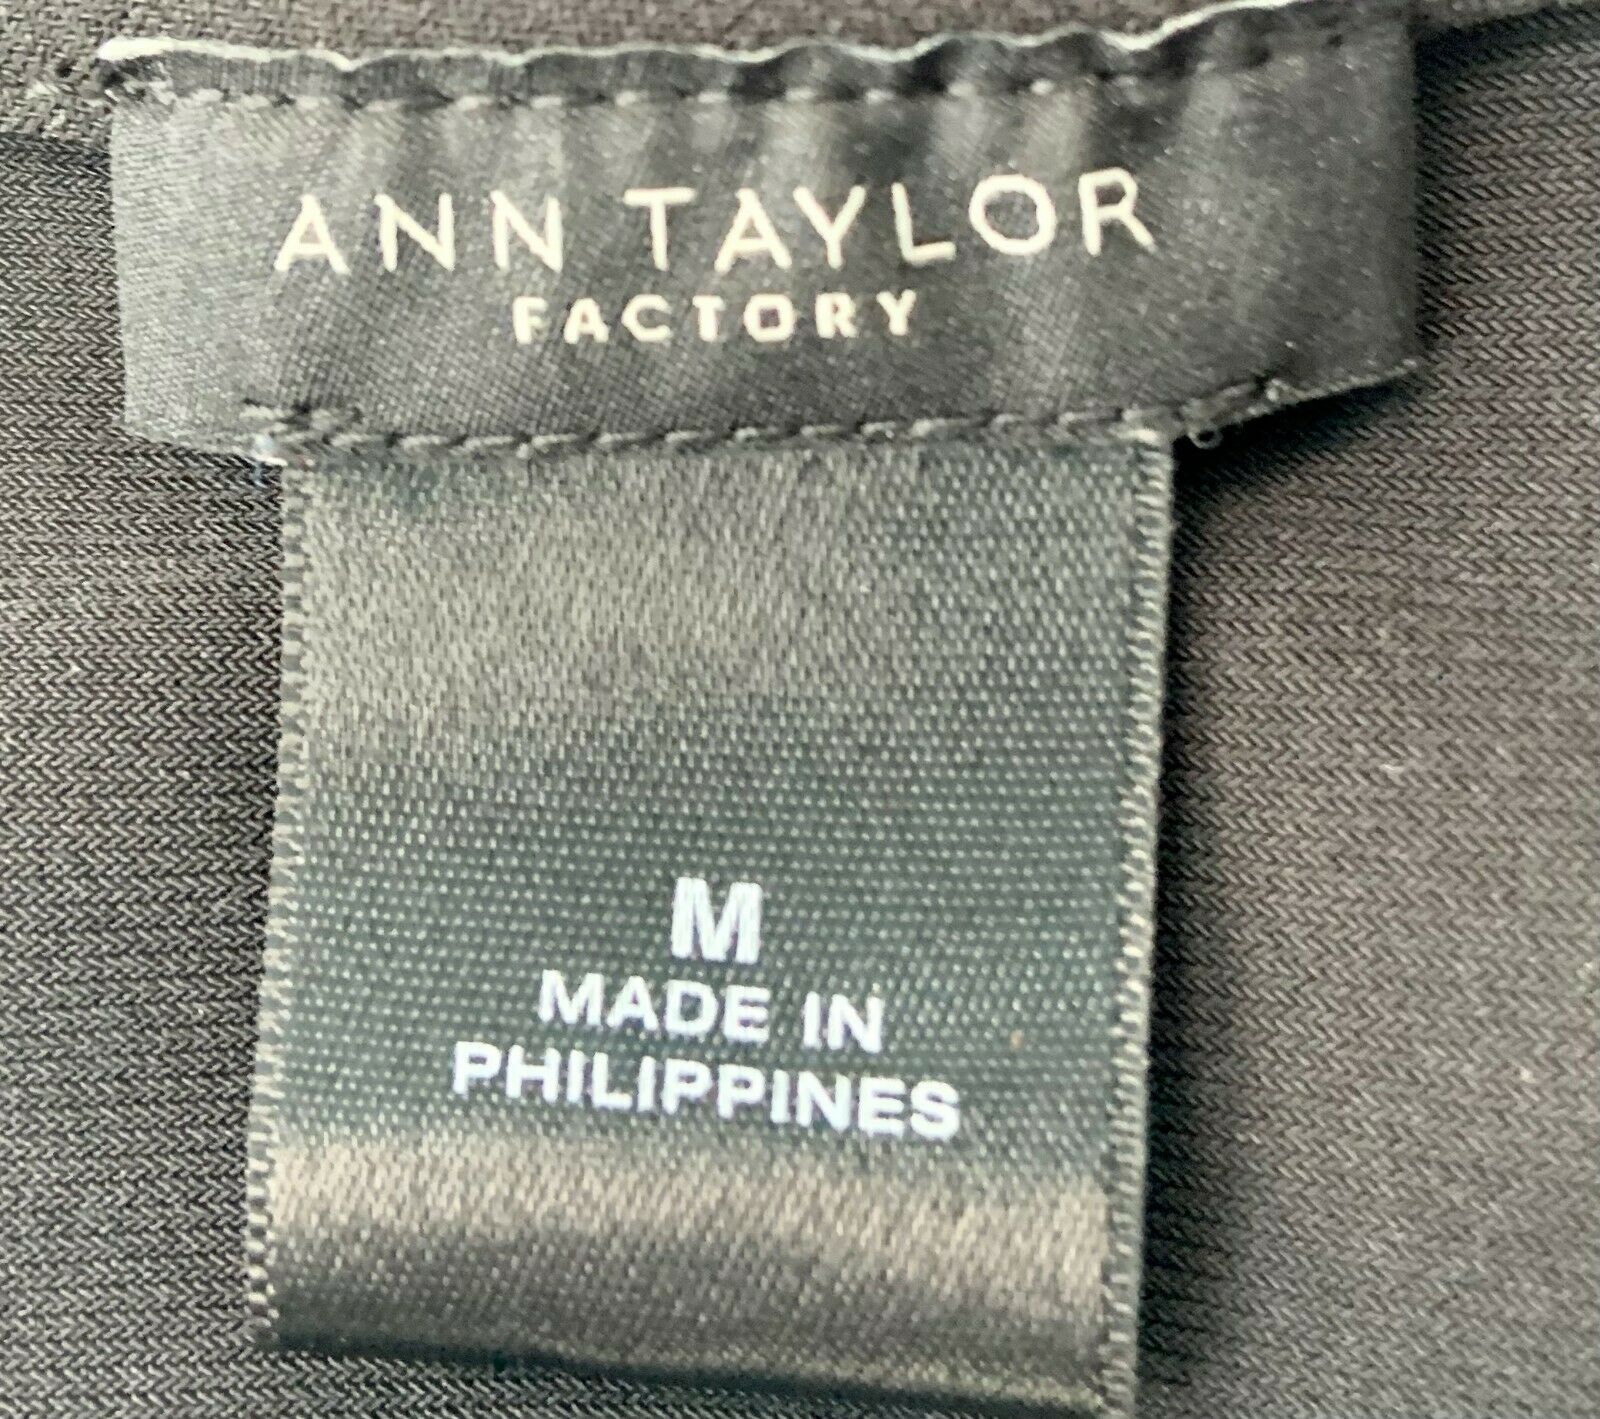 ANN TAYLOR
FACTORY
M
MADE IN
PHILIPPINES